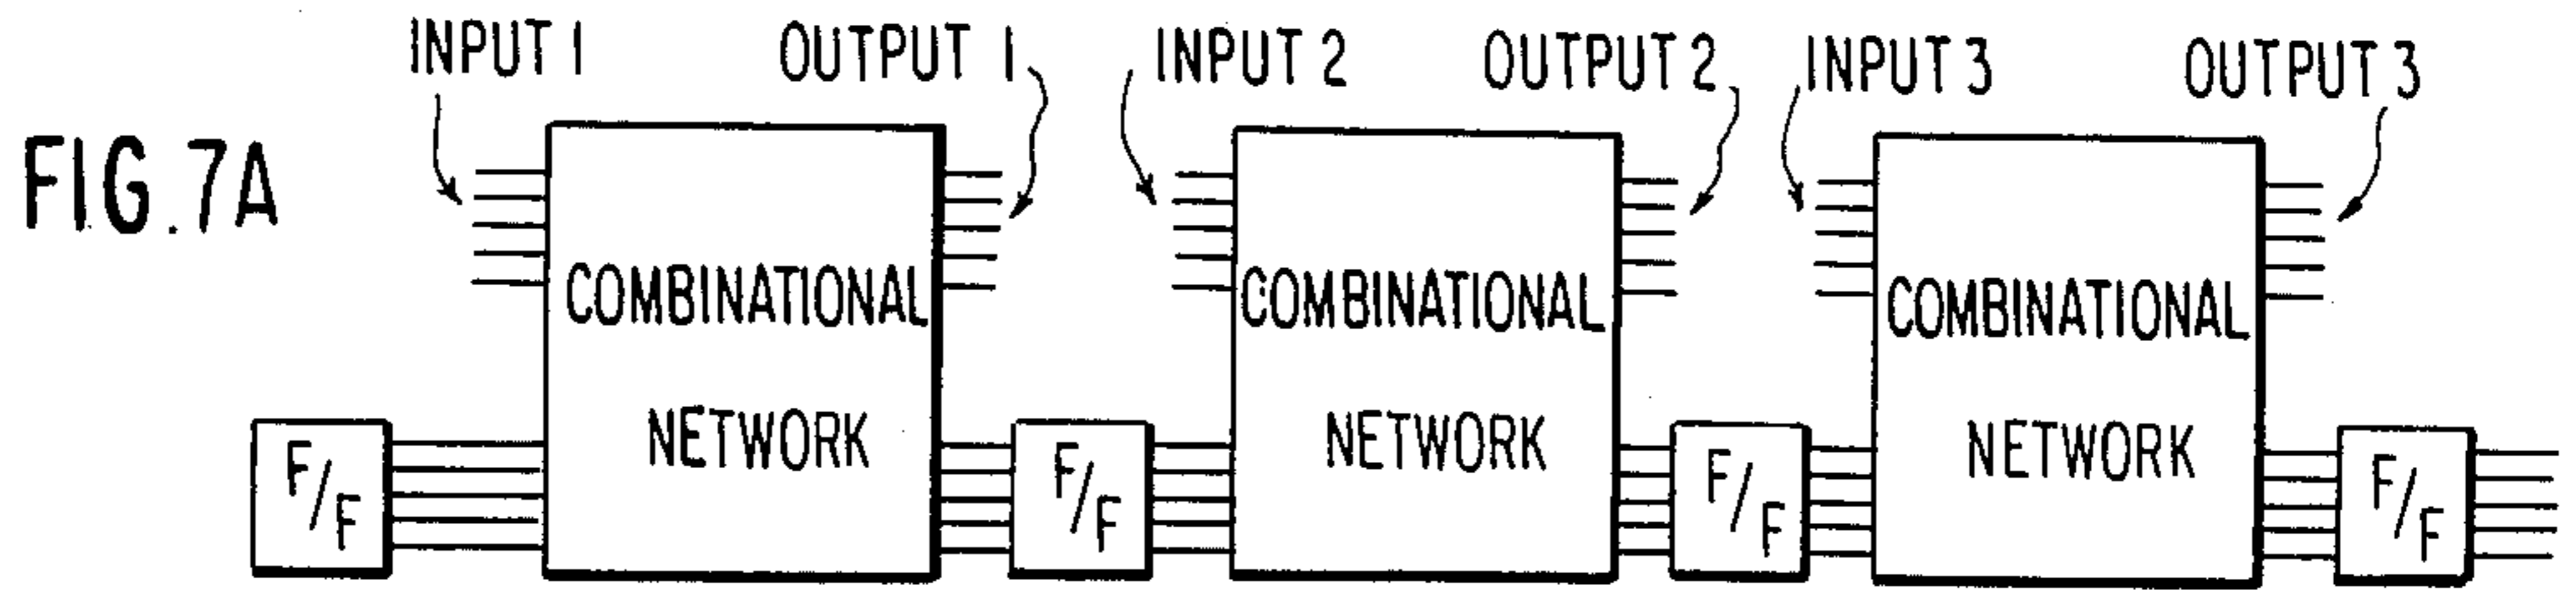 FIG. 7A
INPUT 1
OUTPUT 1
INPUT 2
OUTPUT 2
INPUT 3
OUTPUT 3
COMBINATIONAL
NETWORK
COMBINATIONAL
NETWORK
COMBINATIONAL
NETWORK
F/F
F/F
F/F
F/F